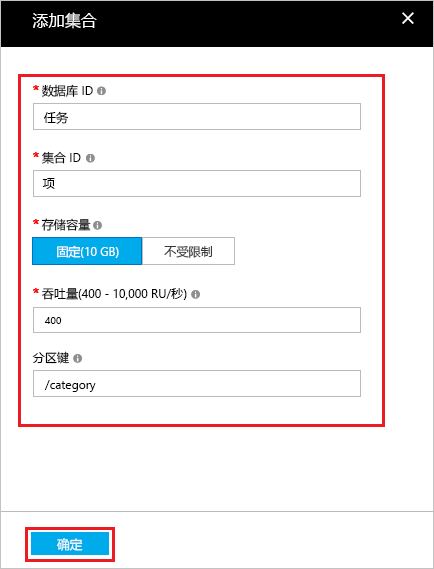 添加集合
* 数据库 ID
任务
* 集合 ID
项
* 存储容量
固定(10 GB) 不受限制
* 吞吐量(400 - 10,000 RU/秒)
400
分区键
/category
确定